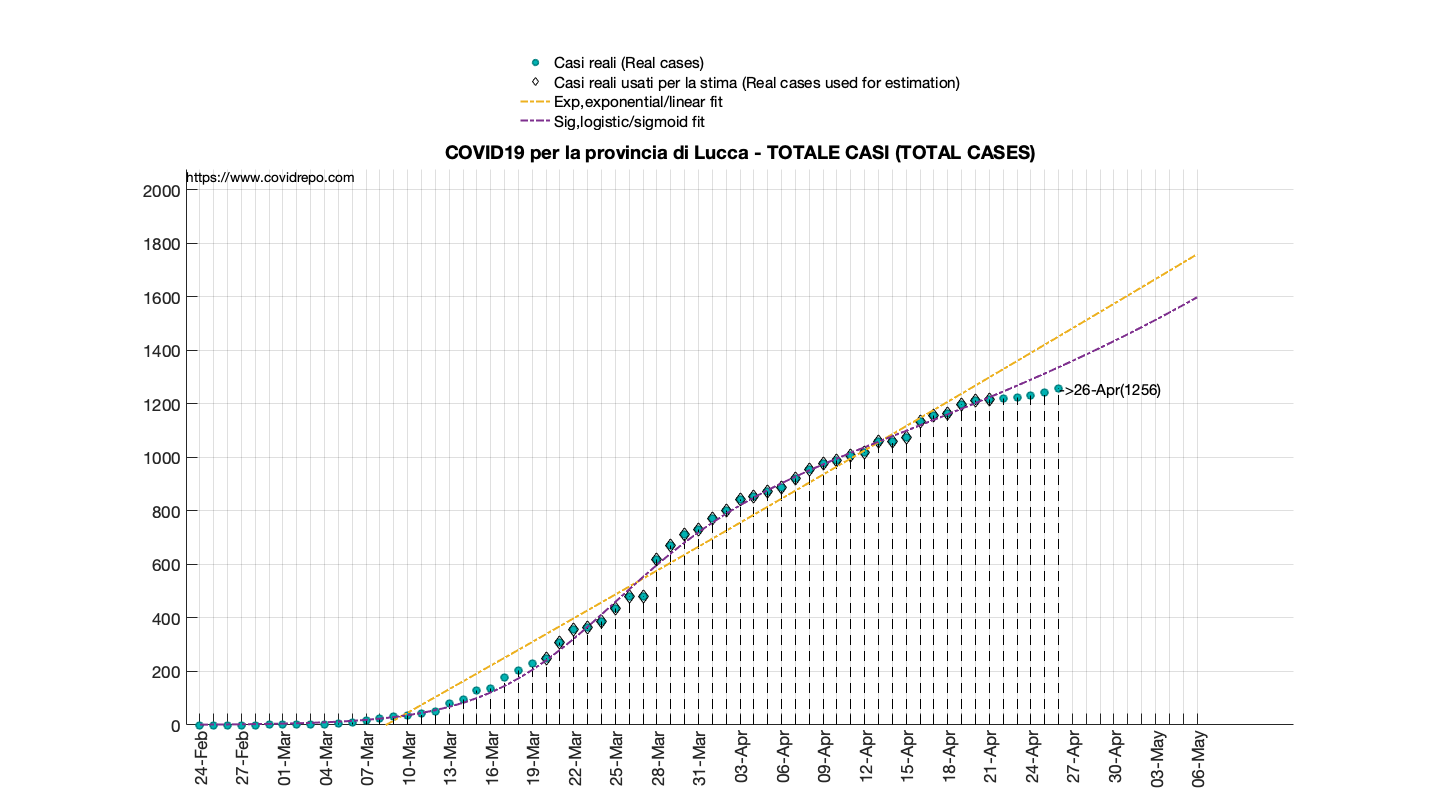 Casi reali (Real cases)
Casi reali usati per la stima (Real cases used for estimation)
Exp,exponential/linear fit
Sig,logistic/sigmoid fit
COVID19 per la provincia di Lucca - TOTALE CASI (TOTAL CASES)
https://www.covidrepo.com
2000
1800
1600
1400
1200
1000
800
600
400
200
0
->26-Apr(1256)
24-Feb
27-Feb
01-Mar
04-Mar
07-Mar
10-Mar
13-Mar
16-Mar
19-Mar
22-Mar
25-Mar
28-Mar
31-Mar
03-Apr
06-Apr
09-Apr
12-Apr
15-Apr
18-Apr
21-Apr
24-Apr
27-Apr
30-Apr
03-May
06-May